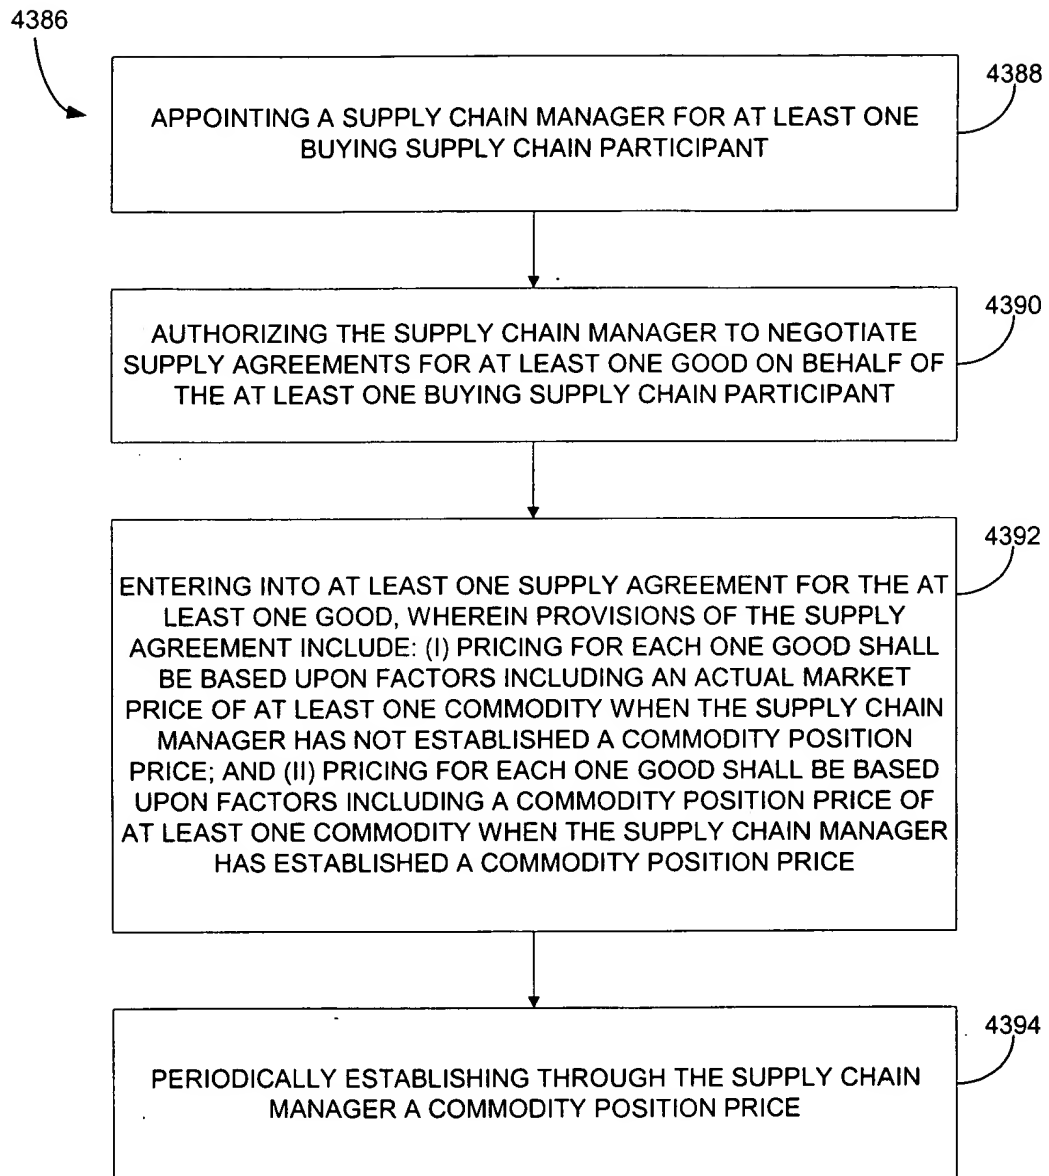 4386
4388
APPOINTING A SUPPLY CHAIN MANAGER FOR AT LEAST ONE
BUYING SUPPLY CHAIN PARTICIPANT
4390
AUTHORIZING THE SUPPLY CHAIN MANAGER TO NEGOTIATE
SUPPLY AGREEMENTS FOR AT LEAST ONE GOOD ON BEHALF OF
THE AT LEAST ONE BUYING SUPPLY CHAIN PARTICIPANT
4392
ENTERING INTO AT LEAST ONE SUPPLY AGREEMENT FOR THE AT
LEAST ONE GOOD, WHEREIN PROVISIONS OF THE SUPPLY
AGREEMENT INCLUDE: (I) PRICING FOR EACH ONE GOOD SHALL
BE BASED UPON FACTORS INCLUDING AN ACTUAL MARKET
PRICE OF AT LEAST ONE COMMODITY WHEN THE SUPPLY CHAIN
MANAGER HAS NOT ESTABLISHED A COMMODITY POSITION
PRICE; AND (II) PRICING FOR EACH ONE GOOD SHALL BE BASED
UPON FACTORS INCLUDING A COMMODITY POSITION PRICE OF
AT LEAST ONE COMMODITY WHEN THE SUPPLY CHAIN MANAGER
HAS ESTABLISHED A COMMODITY POSITION PRICE
4394
PERIODICALLY ESTABLISHING THROUGH THE SUPPLY CHAIN
MANAGER A COMMODITY POSITION PRICE